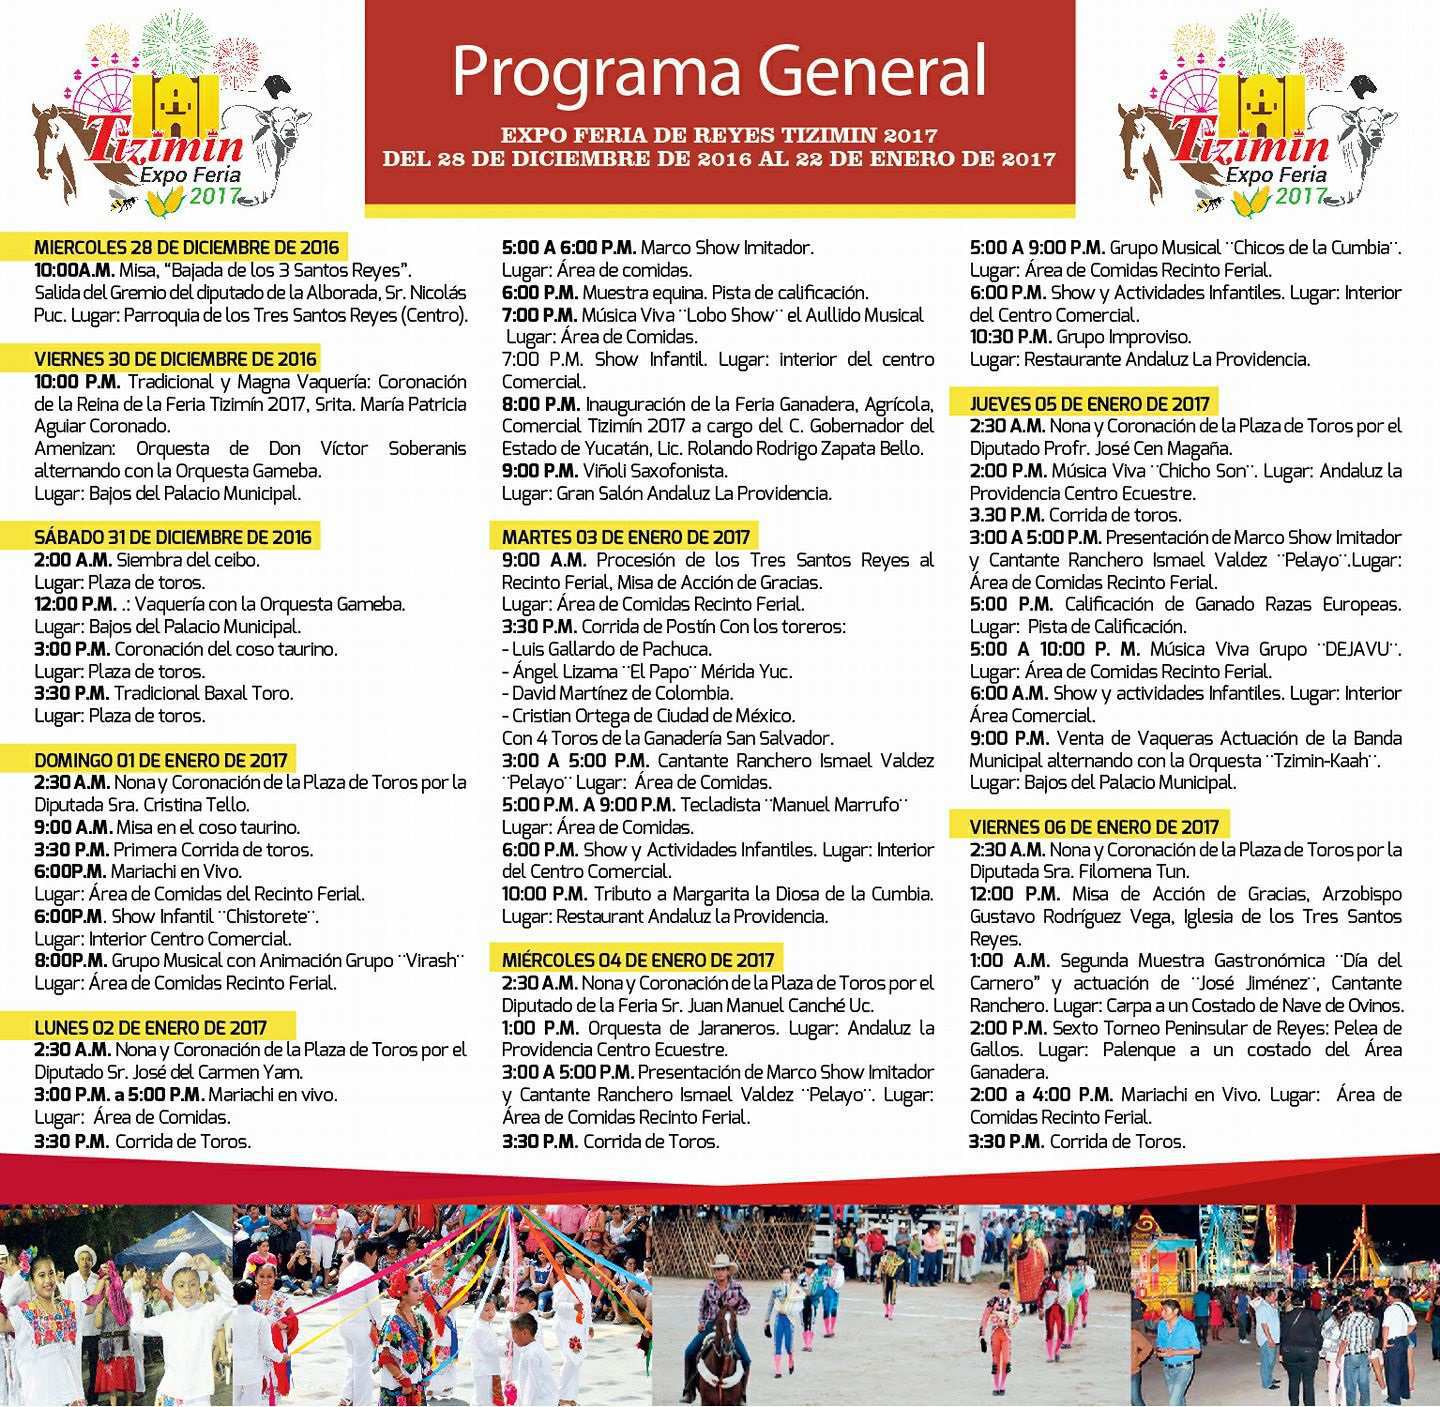 Tizimin
Expo Feria
2017
Programa General
EXPO FERIA DE REYES TIZIMIN 2017
DEL 28 DE DICIEMBRE DE 2016 AL 22 DE ENERO DE 2017
Tizimin
Expo Feria
2017
MIERCOLES 28 DE DICIEMBRE DE 2016
10:00A.M. Misa, “Bajada de los 3 Santos Reyes”.
Salida del Gremio del diputado de la Alborada, Sr. Nicolás
Puc. Lugar: Parroquia de los Tres Santos Reyes (Centro).
VIERNES 30 DE DICIEMBRE DE 2016
10:00 P.M. Tradicional y Magna Vaquería: Coronación
de la Reina de la Feria Tizimín 2017, Srita. María Patricia
Aguiar Coronado.
Amenizan: Orquesta de Don Víctor Soberanis
alternando con la Orquesta Gameba.
Lugar: Bajos del Palacio Municipal.
SÁBADO 31 DE DICIEMBRE DE 2016
2:00 A.M. Siembra del ceibo.
Lugar: Plaza de toros.
12:00 P.M. .: Vaquería con la Orquesta Gameba.
Lugar: Bajos del Palacio Municipal.
3:00 P.M. Coronación del coso taurino.
Lugar: Plaza de toros.
3:30 P.M. Tradicional Baxal Toro.
Lugar: Plaza de toros.
DOMINGO 01 DE ENERO DE 2017
2:30 A.M. Nona y Coronación de la Plaza de Toros por la
Diputada Sra. Cristina Tello.
9:00 A.M. Misa en el coso taurino.
3:30 P.M. Primera Corrida de toros.
6:00P.M. Mariachi en Vivo.
Lugar: Área de Comidas del Recinto Ferial.
6:00P.M. Show Infantil ¨Chistorete¨.
Lugar: Interior Centro Comercial.
8:00P.M. Grupo Musical con Animación Grupo ¨Virash¨
Lugar: Área de Comidas Recinto Ferial.
LUNES 02 DE ENERO DE 2017
2:30 A.M. Nona y Coronación de la Plaza de Toros por el
Diputado Sr. José del Carmen Yam.
3:00 P.M. a 5:00 P.M. Mariachi en vivo.
Lugar: Área de Comidas.
3:30 P.M. Corrida de Toros.
5:00 A 6:00 P.M. Marco Show Imitador.
Lugar: Área de comidas.
6:00 P.M. Muestra equina. Pista de calificación.
7:00 P.M. Música Viva ¨Lobo Show¨ el Aullido Musical
Lugar: Área de Comidas.
7:00 P.M. Show Infantil. Lugar: interior del centro
Comercial.
8:00 P.M. Inauguración de la Feria Ganadera, Agrícola,
Comercial Tizimín 2017 a cargo del C. Gobernador del
Estado de Yucatán, Lic. Rolando Rodrigo Zapata Bello.
9:00 P.M. Viñoli Saxofonista.
Lugar: Gran Salón Andaluz La Providencia.
MARTES 03 DE ENERO DE 2017
9:00 A.M. Procesión de los Tres Santos Reyes al
Recinto Ferial, Misa de Acción de Gracias.
Lugar: Área de Comidas Recinto Ferial.
3:30 P.M. Corrida de Postín Con los toreros:
- Luis Gallardo de Pachuca.
- Ángel Lizama ¨El Papo¨ Mérida Yuc.
- David Martínez de Colombia.
- Cristian Ortega de Ciudad de México.
Con 4 Toros de la Ganadería San Salvador.
3:00 A 5:00 P.M. Cantante Ranchero Ismael Valdez
¨Pelayo¨ Lugar: Área de Comidas.
5:00 P.M. A 9:00 P.M. Tecladista ¨Manuel Marrufo¨
Lugar: Área de Comidas.
6:00 P.M. Show y Actividades Infantiles. Lugar: Interior
del Centro Comercial.
10:00 P.M. Tributo a Margarita la Diosa de la Cumbia.
Lugar: Restaurant Andaluz la Providencia.
MIÉRCOLES 04 DE ENERO DE 2017
2:30 A.M. Nona y Coronación de la Plaza de Toros por el
Diputado de la Feria Sr. Juan Manuel Canché Uc.
1:00 P.M. Orquesta de Jaraneros. Lugar: Andaluz la
Providencia Centro Ecuestre.
3:00 A 5:00 P.M. Presentación de Marco Show Imitador
y Cantante Ranchero Ismael Valdez ¨Pelayo¨. Lugar:
Área de Comidas Recinto Ferial.
3:30 P.M. Corrida de Toros.
5:00 A 9:00 P.M. Grupo Musical ¨Chicos de la Cumbia¨.
Lugar: Área de Comidas Recinto Ferial.
6:00 P.M. Show y Actividades Infantiles. Lugar: Interior
del Centro Comercial.
10:30 P.M. Grupo Improviso.
Lugar: Restaurante Andaluz La Providencia.
JUEVES 05 DE ENERO DE 2017
2:30 A.M. Nona y Coronación de la Plaza de Toros por el
Diputado Profr. José Cen Magaña.
2:00 P.M. Música Viva ¨Chicho Son¨. Lugar: Andaluz la
Providencia Centro Ecuestre.
3.30 P.M. Corrida de toros.
3:00 A 5:00 P.M. Presentación de Marco Show Imitador
y Cantante Ranchero Ismael Valdez ¨Pelayo¨.Lugar:
Área de Comidas Recinto Ferial.
5:00 P.M. Calificación de Ganado Razas Europeas.
Lugar: Pista de Calificación.
5:00 A 10:00 P. M. Música Viva Grupo ¨DEJAVU¨.
Lugar: Área de Comidas Recinto Ferial.
6:00 A.M. Show y actividades Infantiles. Lugar: Interior
Área Comercial.
9:00 P.M. Venta de Vaqueras Actuación de la Banda
Municipal alternando con la Orquesta ¨Tzimin-Kaah¨.
Lugar: Bajos del Palacio Municipal.
VIERNES 06 DE ENERO DE 2017
2:30 A.M. Nona y Coronación de la Plaza de Toros por la
Diputada Sra. Filomena Tun.
12:00 P.M. Misa de Acción de Gracias, Arzobispo
Gustavo Rodríguez Vega, Iglesia de los Tres Santos
Reyes.
1:00 A.M. Segunda Muestra Gastronómica ¨Día del
Carnero” y actuación de ¨José Jiménez¨, Cantante
Ranchero. Lugar: Carpa a un Costado de Nave de Ovinos.
2:00 P.M. Sexto Torneo Peninsular de Reyes: Pelea de
Gallos. Lugar: Palenque a un costado del Área
Ganadera.
2:00 a 4:00 P.M. Mariachi en Vivo. Lugar: Área de
Comidas Recinto Ferial.
3:30 P.M. Corrida de Toros.